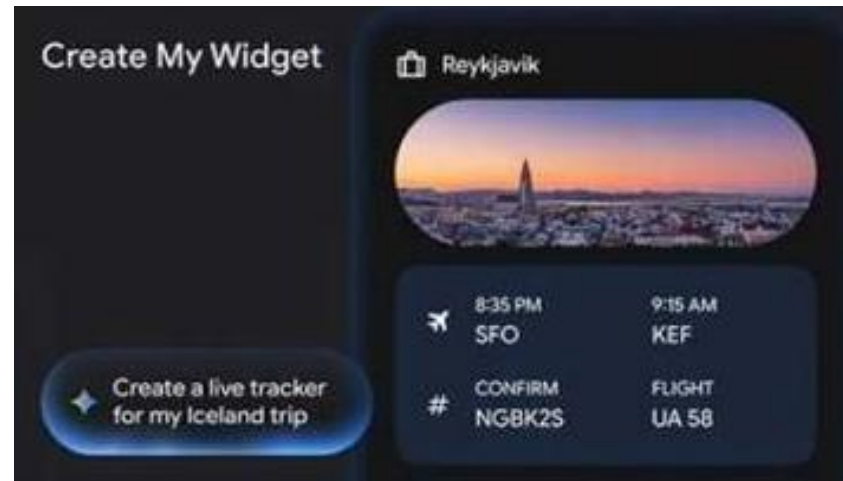 Create My Widget
Reykjavik
8:35 PM
SFO
9:15 AM
KEF
#
CONFIRM
NGBK2S
FLIGHT
UA 58
Create a live tracker
for my Iceland trip